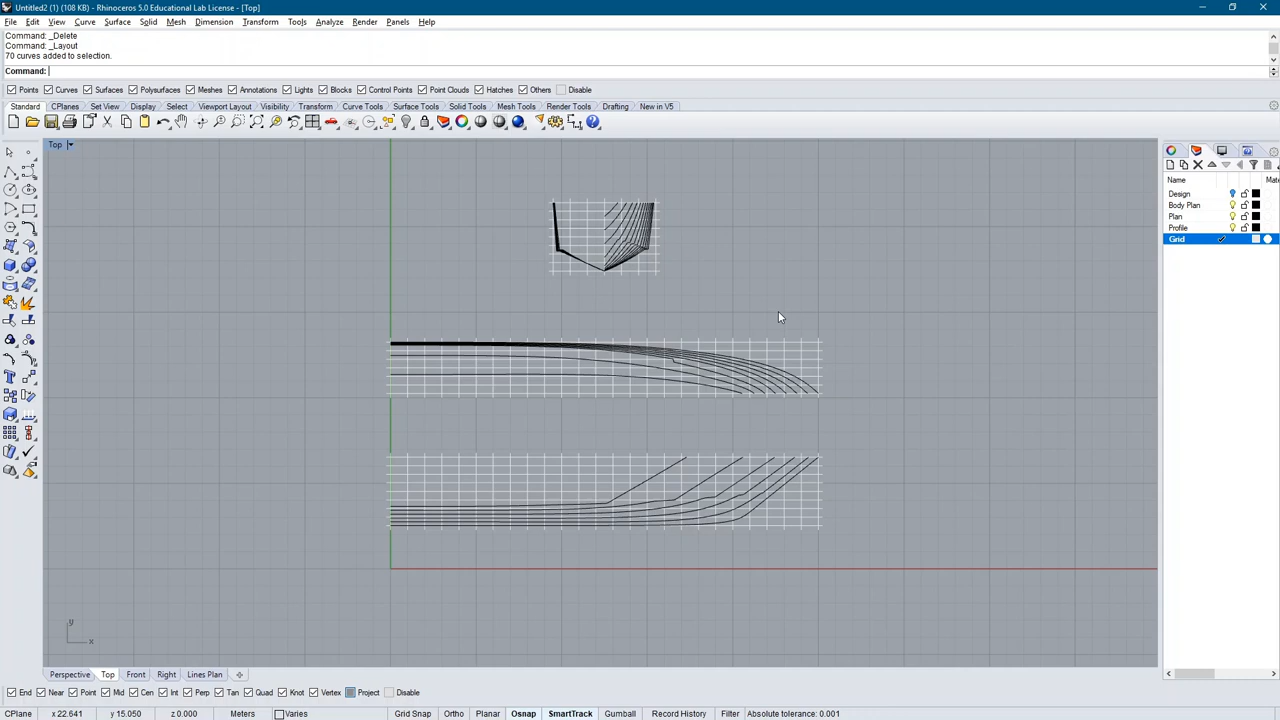 Untitled2 (1) (108 KB) - Rhinoceros 5.0 Educational Lab License - [Top]
File Edit View Curve Surface Solid Mesh Dimension Transform Tools Analyze Render Panels Help
Command: _Delete
Command: _Layout
70 curves added to selection.
Command:
Points Curves Surfaces Polysurfaces Meshes Annotations Lights Blocks Control Points Point Clouds Hatches Others Disable
Standard CPlanes Set View Display Select Viewport Layout Visibility Transform Curve Tools Surface Tools Solid Tools Mesh Tools Render Tools Drafting New in V5
Top
Name Mate
Design
Body Plan
Plan
Profile
Grid
y
x
Perspective Top Front Right Lines Plan
End Near Point Mid Cen Int Perp Tan Quad Knot Vertex Project Disable
CPlane x 22.641 y 15.050 z 0.000 Meters Varies Grid Snap Ortho Planar Osnap SmartTrack Gumball Record History Filter Absolute tolerance: 0.001